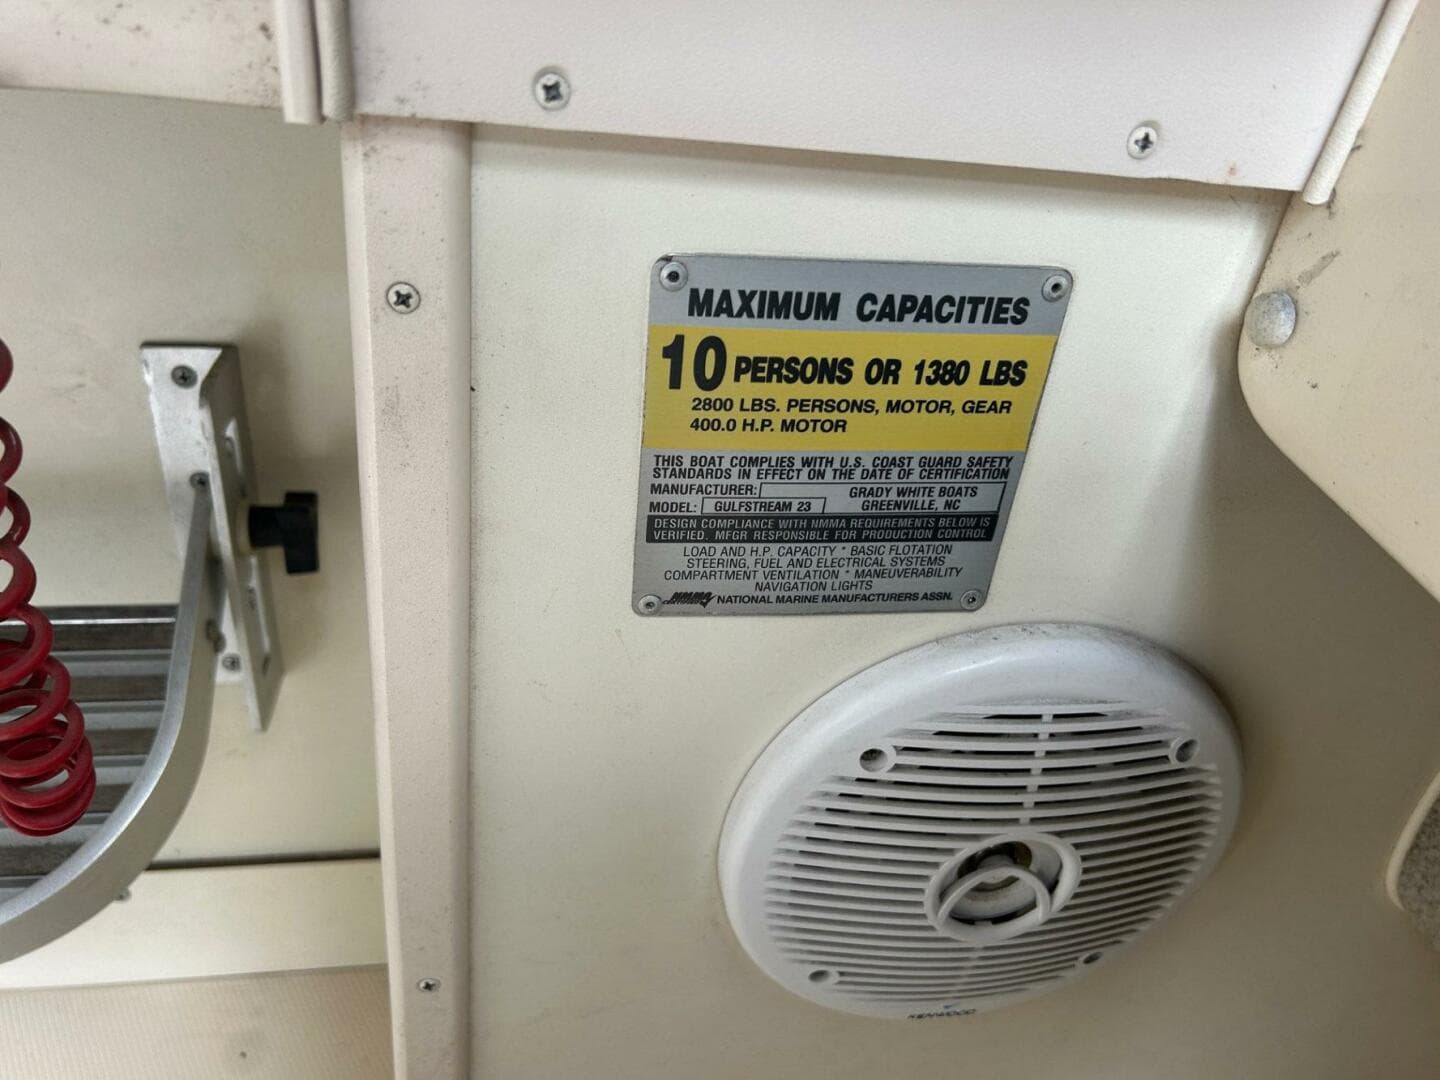 MAXIMUM CAPACITIES
10 PERSONS OR 1380 LBS
2800 LBS. PERSONS, MOTOR, GEAR
400.0 H.P. MOTOR
THIS BOAT COMPLIES WITH U.S. COAST GUARD SAFETY
STANDARDS IN EFFECT ON THE DATE OF CERTIFICATION
MANUFACTURER: GRADY WHITE BOATS
MODEL: GULFSTREAM 23 GREENVILLE, NC
DESIGN COMPLIANCE WITH NMMA REQUIREMENTS BELOW IS
VERIFIED. MFGR RESPONSIBLE FOR PRODUCTION CONTROL
LOAD AND H.P. CAPACITY * BASIC FLOTATION
STEERING, FUEL AND ELECTRICAL SYSTEMS
COMPARTMENT VENTILATION * MANEUVERABILITY
NAVIGATION LIGHTS
NMMA
CERTIFIED
NATIONAL MARINE MANUFACTURERS ASSN.
KENWOOD